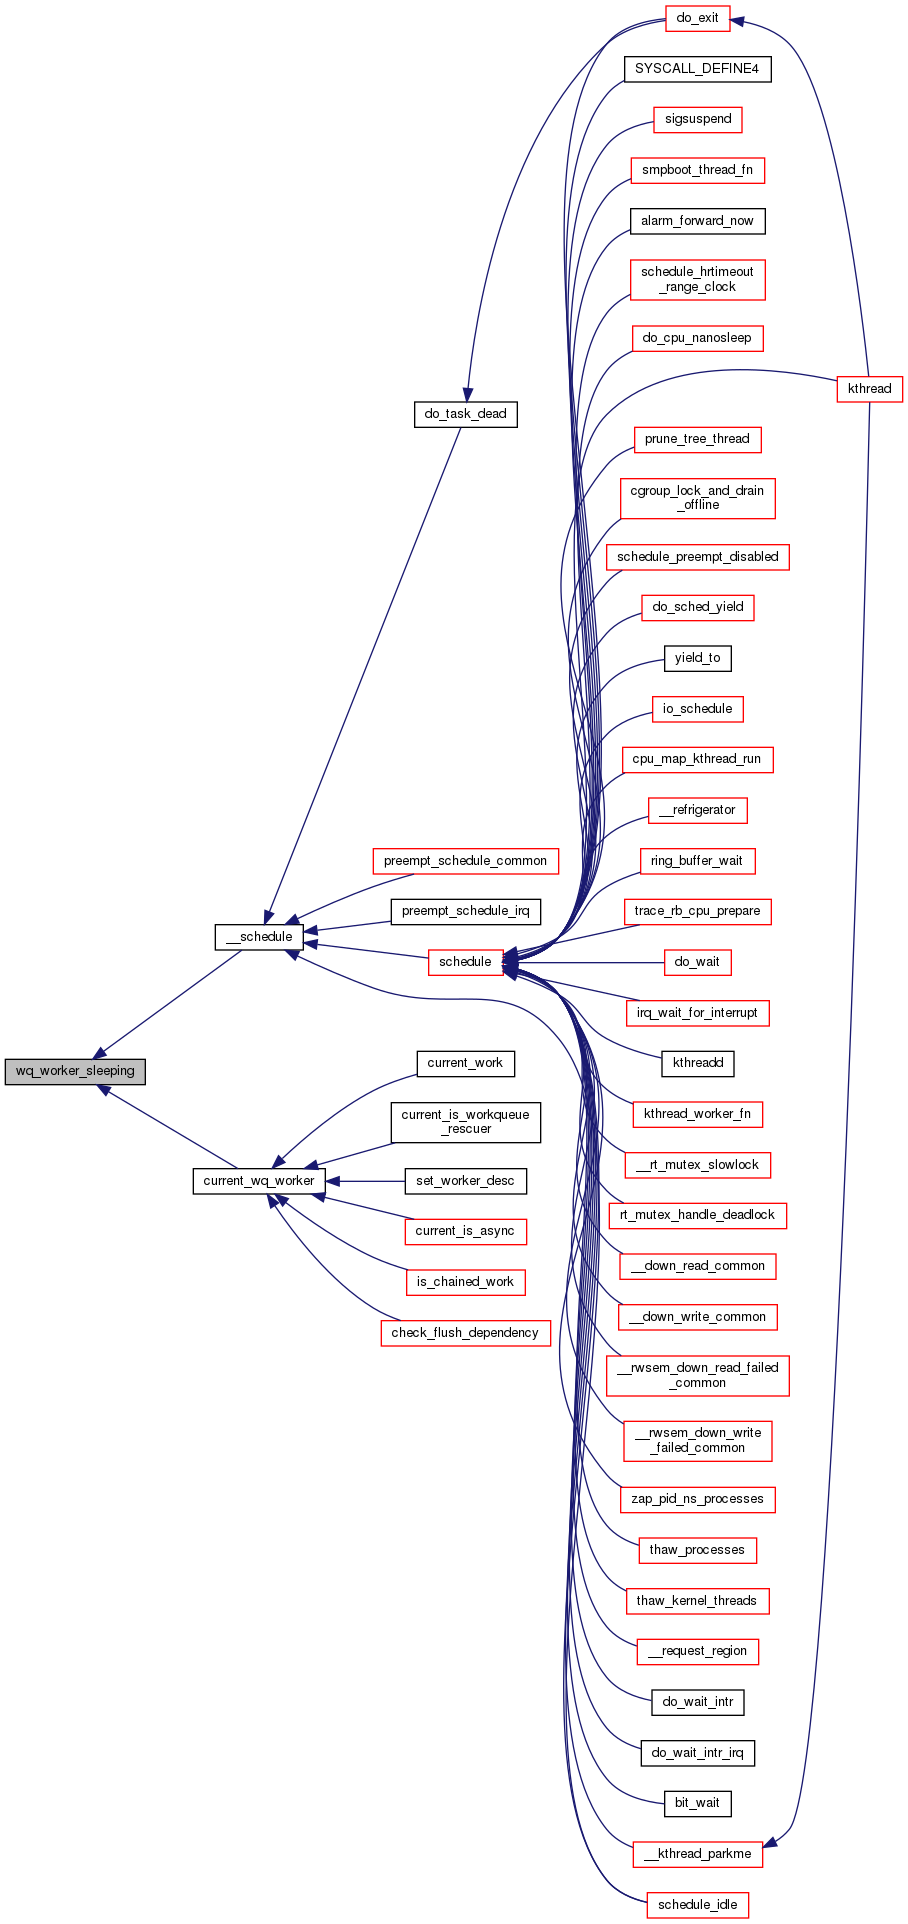 do_exit
SYSCALL_DEFINE4
sigsuspend
smpboot_thread_fn
alarm_forward_now
schedule_hrtimeout
_range_clock
do_cpu_nanosleep
kthread
do_task_dead
prune_tree_thread
cgroup_lock_and_drain
_offline
schedule_preempt_disabled
do_sched_yield
yield_to
io_schedule
cpu_map_kthread_run
__refrigerator
preempt_schedule_common
ring_buffer_wait
preempt_schedule_irq
trace_rb_cpu_prepare
__schedule
schedule
do_wait
irq_wait_for_interrupt
wq_worker_sleeping
current_work
kthreadd
current_is_workqueue
_rescuer
kthread_worker_fn
__rt_mutex_slowlock
current_wq_worker
set_worker_desc
rt_mutex_handle_deadlock
current_is_async
__down_read_common
is_chained_work
__down_write_common
check_flush_dependency
__rwsem_down_read_failed
_common
__rwsem_down_write
_failed_common
zap_pid_ns_processes
thaw_processes
thaw_kernel_threads
__request_region
do_wait_intr
do_wait_intr_irq
bit_wait
__kthread_parkme
schedule_idle